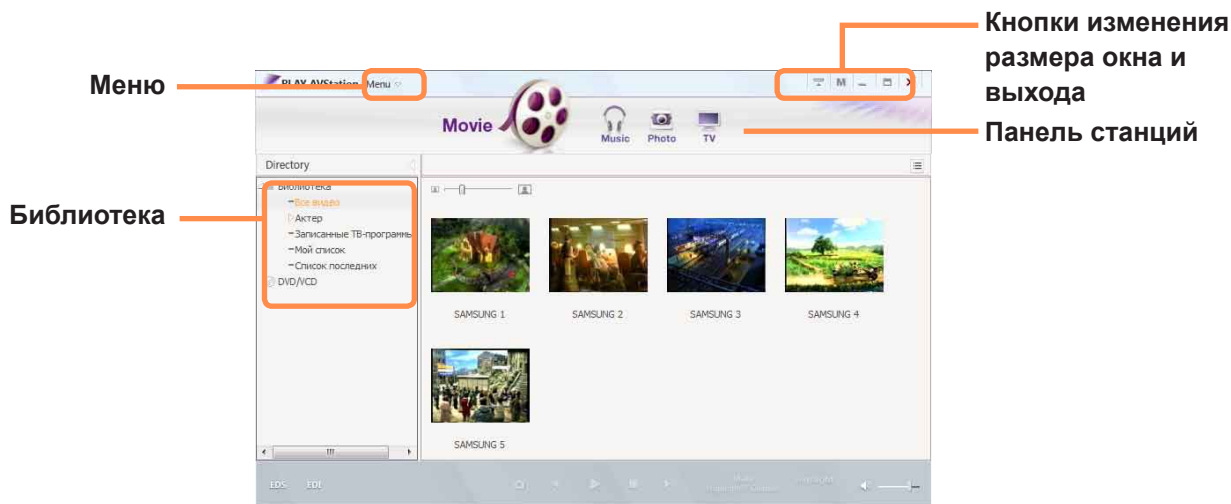 Кнопки изменения
размера окна и
выхода
Меню
PLAY AVStation Menu
M
Панель станций
Movie
Music Photo TV
Directory
Библиотека
Библиотека
Все видео
Актер
Записанные ТВ-программы
Мой список
Список последних
DVD/VCD
SAMSUNG 1 SAMSUNG 2 SAMSUNG 3 SAMSUNG 4
SAMSUNG 5
EDS EDI